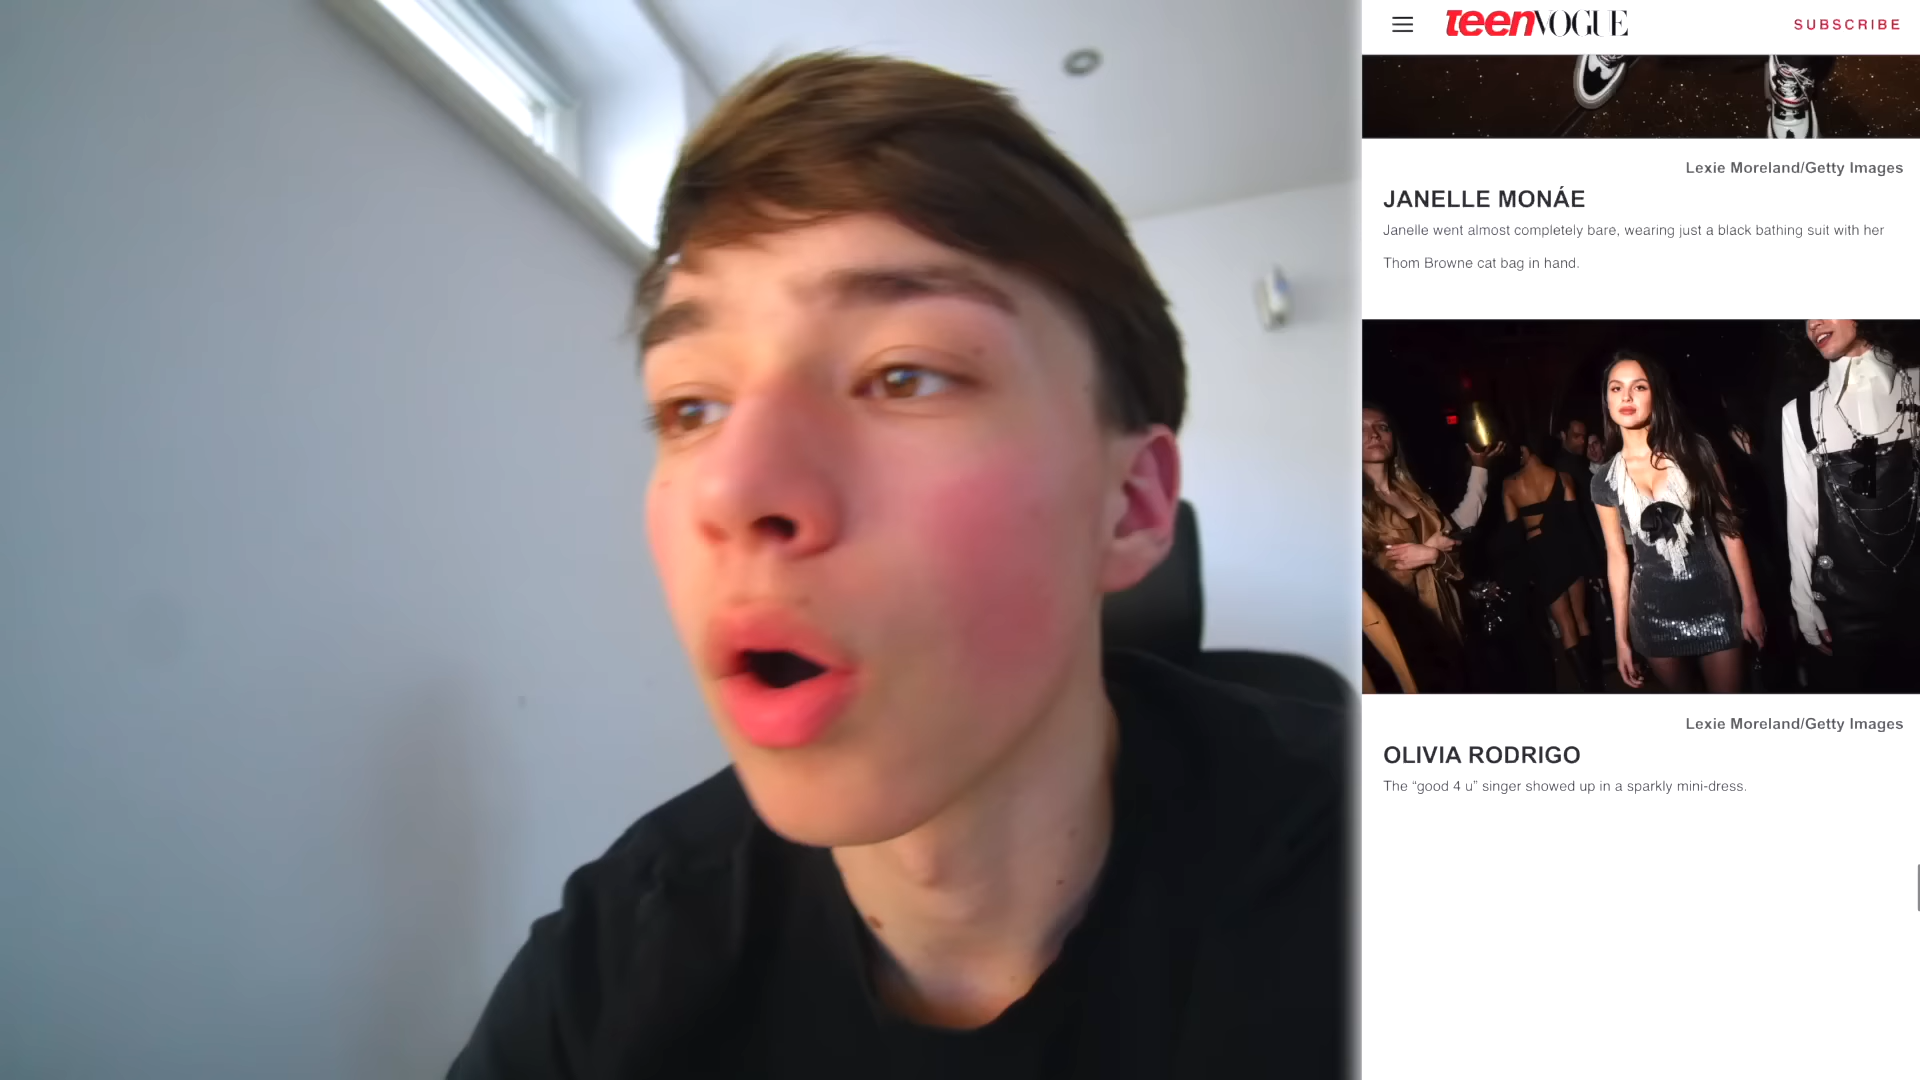 teenVOGUE
SUBSCRIBE
Lexie Moreland/Getty Images
JANELLE MONÁE
Janelle went almost completely bare, wearing just a black bathing suit with her
Thom Browne cat bag in hand.
Lexie Moreland/Getty Images
OLIVIA RODRIGO
The “good 4 u” singer showed up in a sparkly mini-dress.